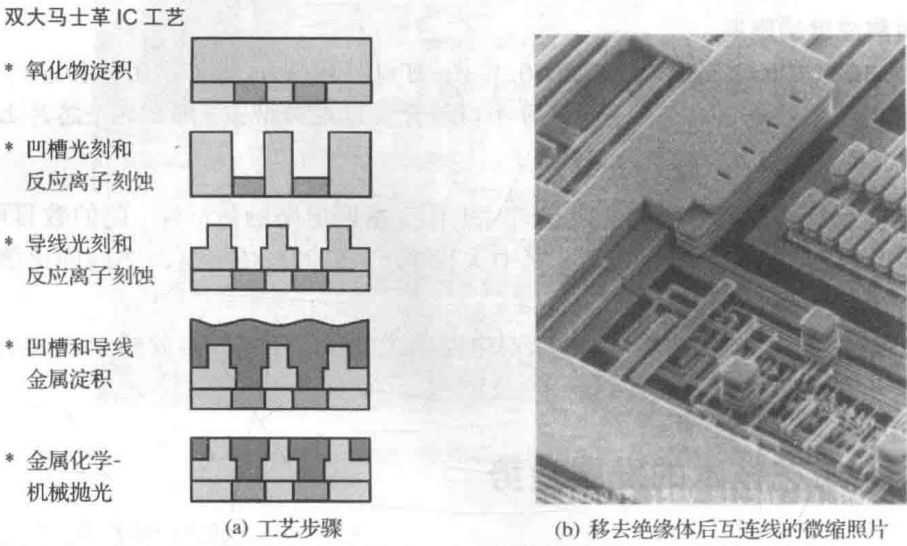 双大马士革 IC 工艺
* 氧化物淀积
* 凹槽光刻和
反应离子刻蚀
* 导线光刻和
反应离子刻蚀
* 凹槽和导线
金属淀积
* 金属化学-
机械抛光
(a) 工艺步骤
(b) 移去绝缘体后互连线的微缩照片